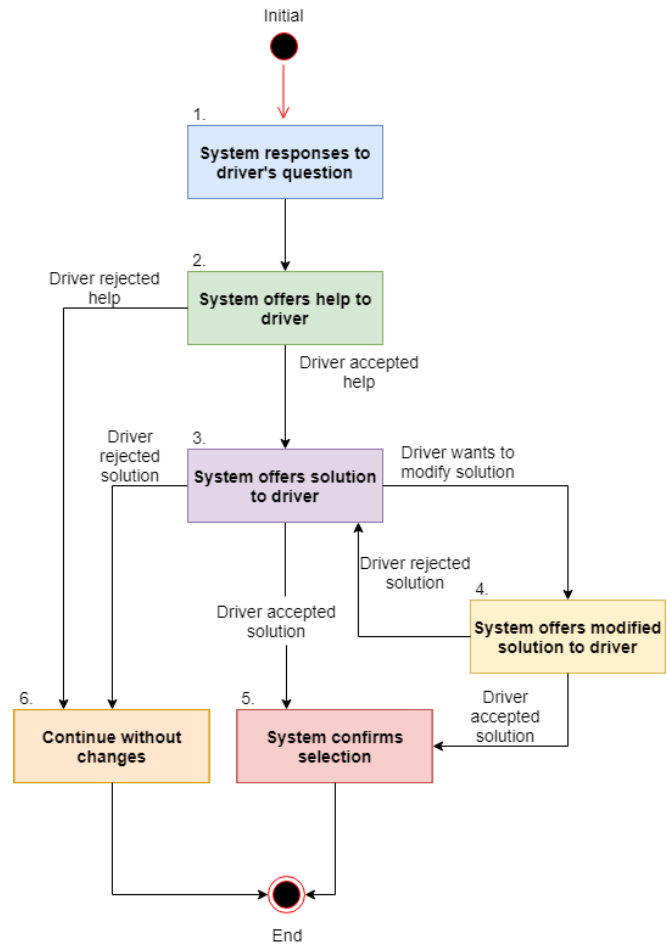 Initial
1.
System responses to
driver's question
2.
Driver rejected
help
System offers help to
driver
Driver accepted
help
3.
Driver
rejected
solution
System offers solution
to driver
Driver wants to
modify solution
Driver rejected
solution
4.
System offers modified
solution to driver
Driver accepted
solution
Driver
accepted
solution
6.
Continue without
changes
5.
System confirms
selection
End